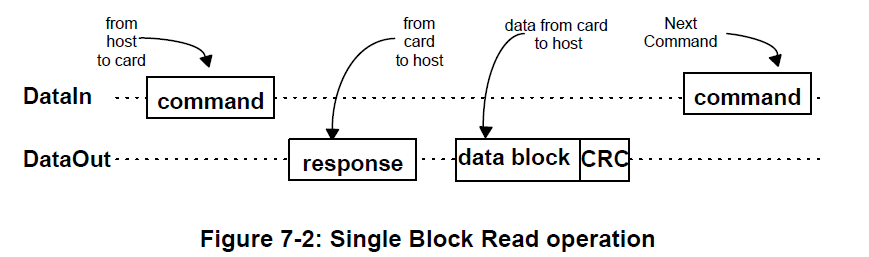 from
host
to card
from
card
to host
data from card
to host
Next
Command
DataIn
command
command
DataOut
response
data block
CRC
Figure 7-2: Single Block Read operation